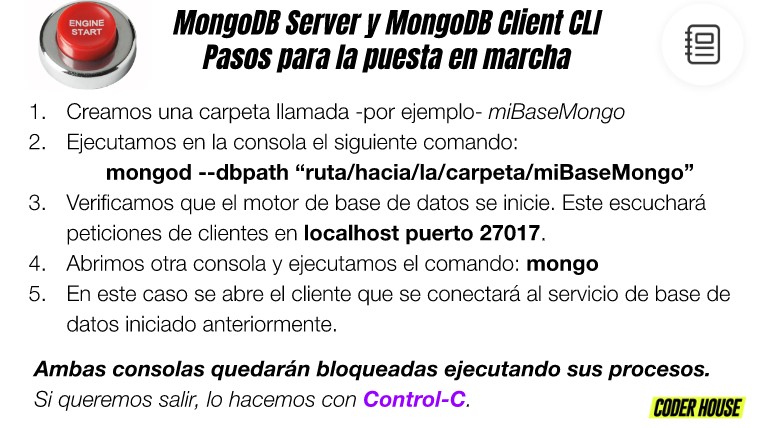 ENGINE
START
MongoDB Server y MongoDB Client CLI
Pasos para la puesta en marcha
1. Creamos una carpeta llamada -por ejemplo- miBaseMongo
2. Ejecutamos en la consola el siguiente comando:
mongod --dbpath “ruta/hacia/la/carpeta/miBaseMongo”
3. Verificamos que el motor de base de datos se inicie. Este escuchará
peticiones de clientes en localhost puerto 27017.
4. Abrimos otra consola y ejecutamos el comando: mongo
5. En este caso se abre el cliente que se conectará al servicio de base de
datos iniciado anteriormente.
Ambas consolas quedarán bloqueadas ejecutando sus procesos.
Si queremos salir, lo hacemos con Control-C.
CODER HOUSE